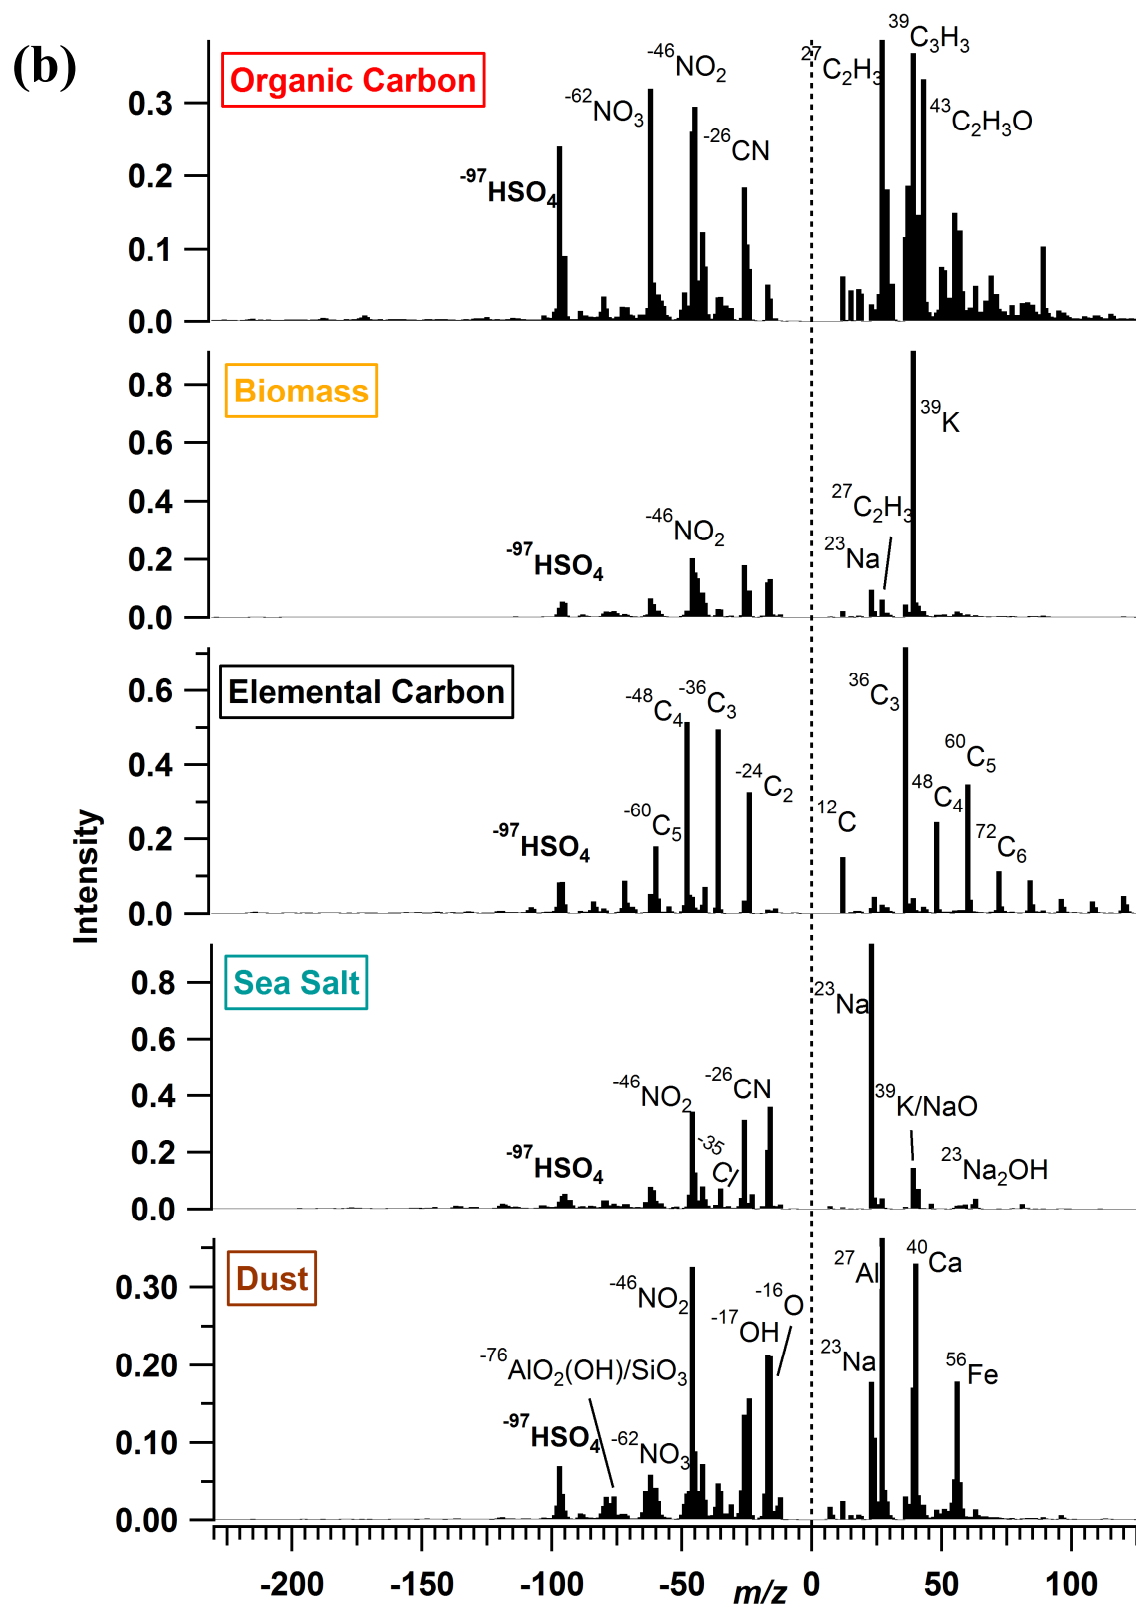 (b)
Organic Carbon
-46NO2
-62NO3
-26CN
-97HSO4
27C2H3
39C3H3
43C2H3O
0.3
0.2
0.1
0.0
Biomass
-97HSO4
-46NO2
23Na
27C2H3
39K
0.8
0.6
0.4
0.2
0.0
Elemental Carbon
-97HSO4
-60C5
-48C4
-36C3
-24C2
12C
36C3
48C4
60C5
72C6
0.6
0.4
0.2
0.0
Intensity
Sea Salt
-97HSO4
-46NO2
-35Cl
-26CN
23Na
39K/NaO
23Na2OH
0.8
0.6
0.4
0.2
0.0
Dust
-97HSO4
-76AlO2(OH)/SiO3
-62NO3
-46NO2
-17OH
-16O
23Na
27Al
40Ca
56Fe
0.30
0.20
0.10
0.00
-200 -150 -100 -50 m/z 0 50 100